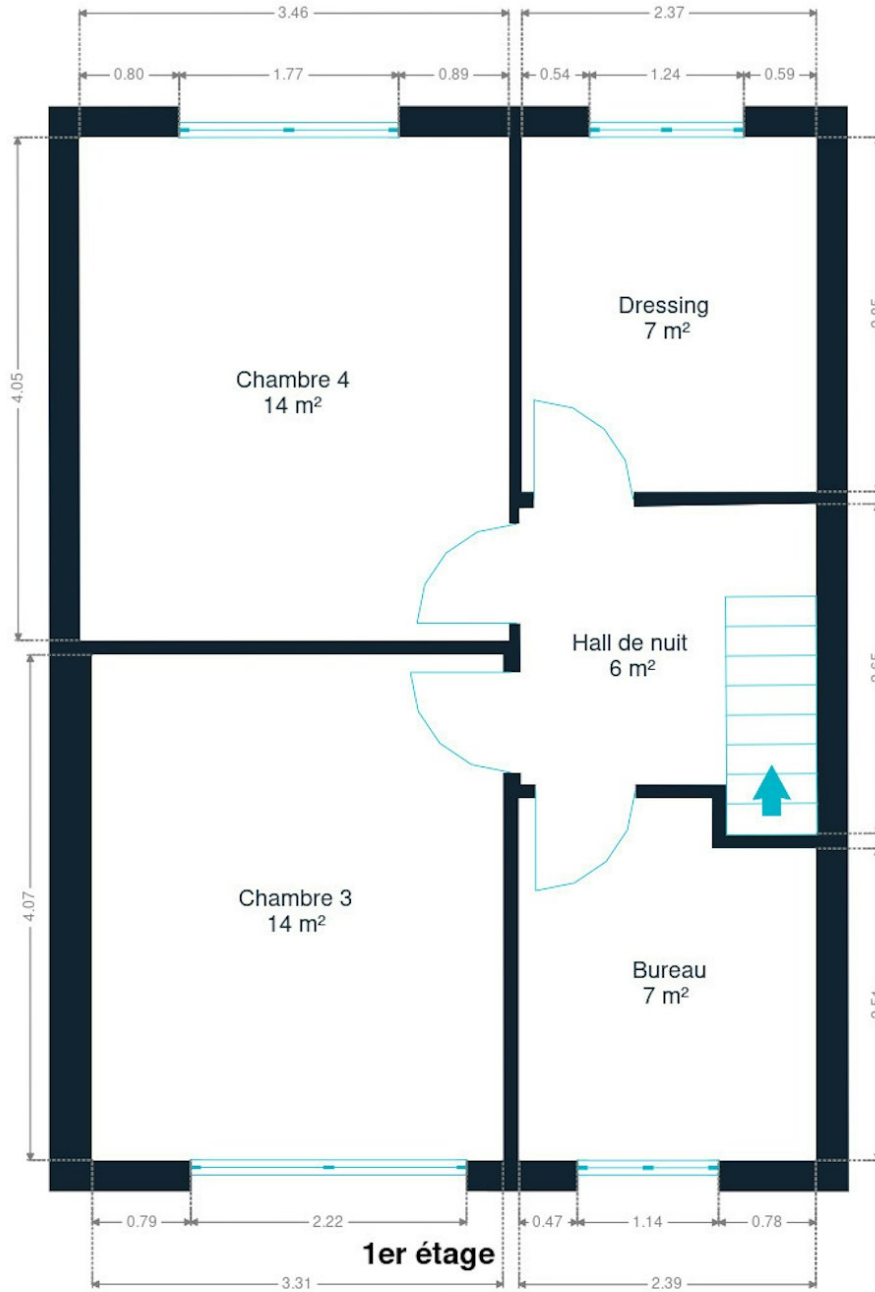 3.46
2.37
0.80
1.77
0.89
0.54
1.24
0.59
Dressing
7 m²
Chambre 4
14 m²
4.05
Hall de nuit
6 m²
Chambre 3
14 m²
4.07
Bureau
7 m²
0.79
2.22
0.47
1.14
0.78
1er étage
3.31
2.39